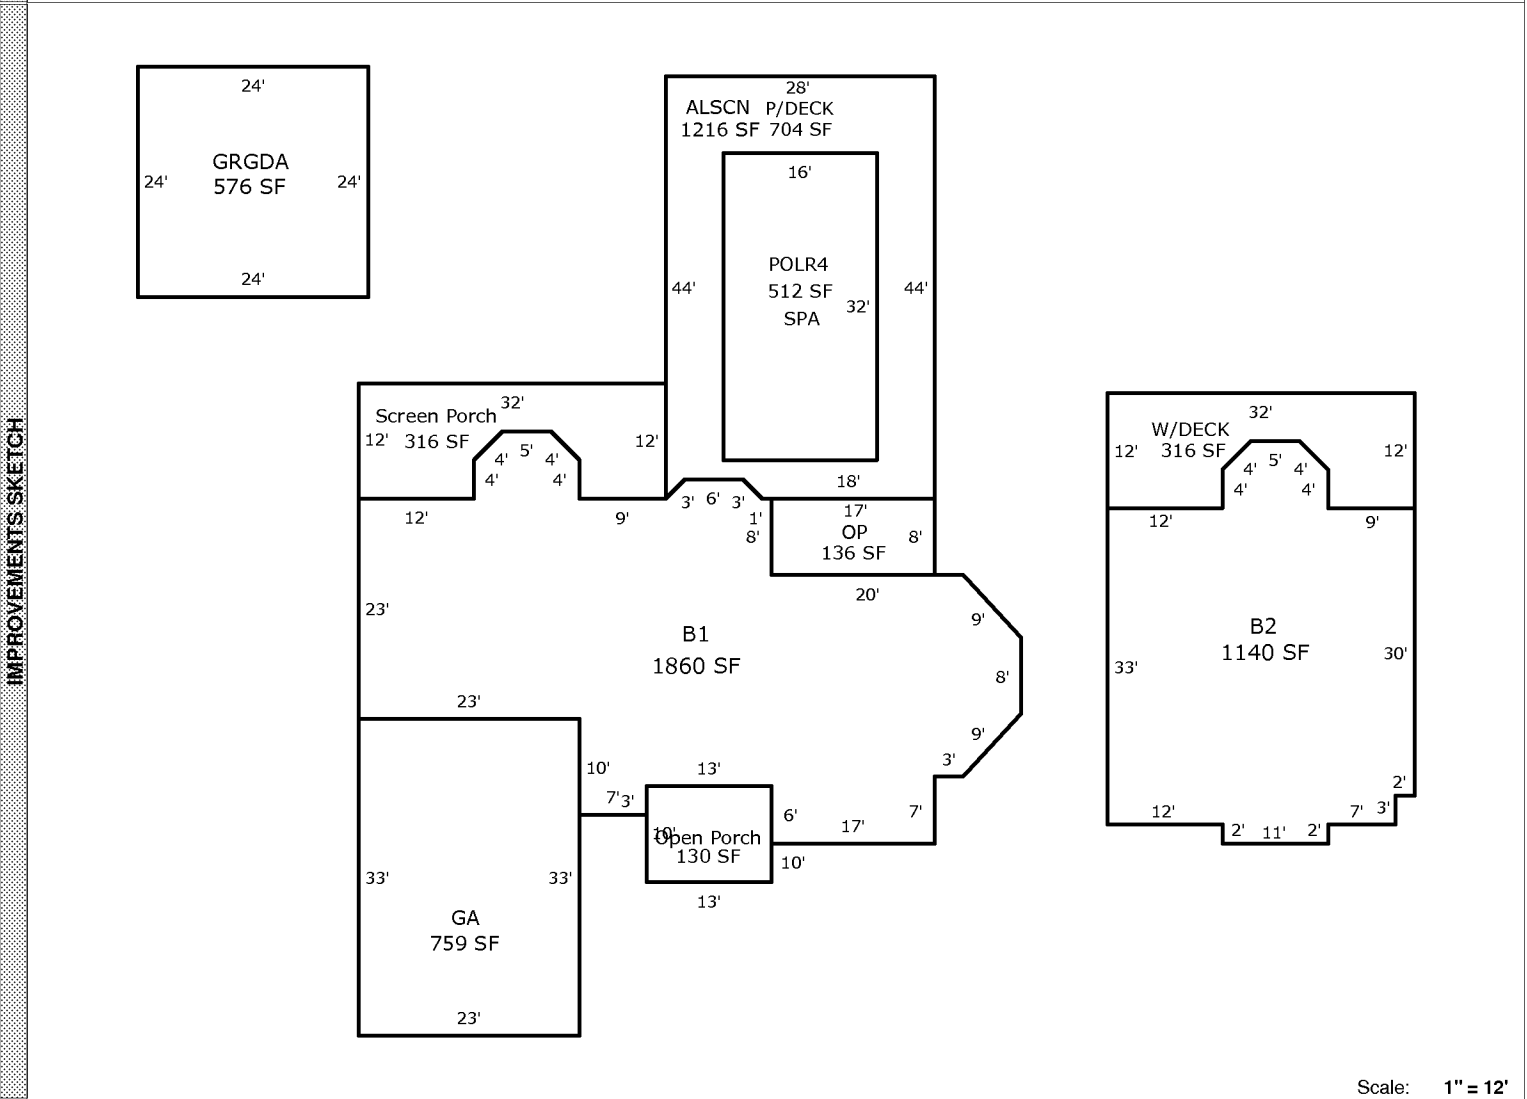 IMPROVEMENTS SKETCH
24'
GRGDA
576 SF
24'
24'
24'
28'
ALSCN P/DECK
1216 SF 704 SF
16'
POLR4
512 SF
SPA
32'
44'
44'
18'
32'
Screen Porch
316 SF
12'
12'
5'
4'
4'
4'
4'
12'
9'
3'
6'
3'
1'
8'
17'
OP
136 SF
8'
20'
23'
B1
1860 SF
9'
8'
9'
3'
7'
23'
10'
7'
3'
13'
6'
17'
10'
Open Porch
130 SF
10'
13'
33'
33'
GA
759 SF
23'
32'
W/DECK
316 SF
12'
12'
5'
4'
4'
4'
4'
12'
9'
B2
1140 SF
33'
30'
2'
3'
7'
12'
2'
11'
2'
Scale: 1" = 12'